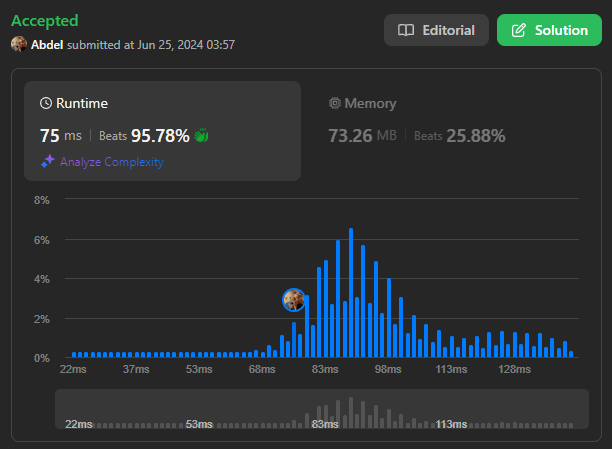 Accepted
Abdel submitted at Jun 25, 2024 03:57
Editorial
Solution
Runtime
75 ms | Beats 95.78%
Analyze Complexity
Memory
73.26 MB | Beats 25.88%
8%
6%
4%
2%
0%
22ms 37ms 53ms 68ms 83ms 98ms 113ms 128ms
22ms 53ms 83ms 113ms